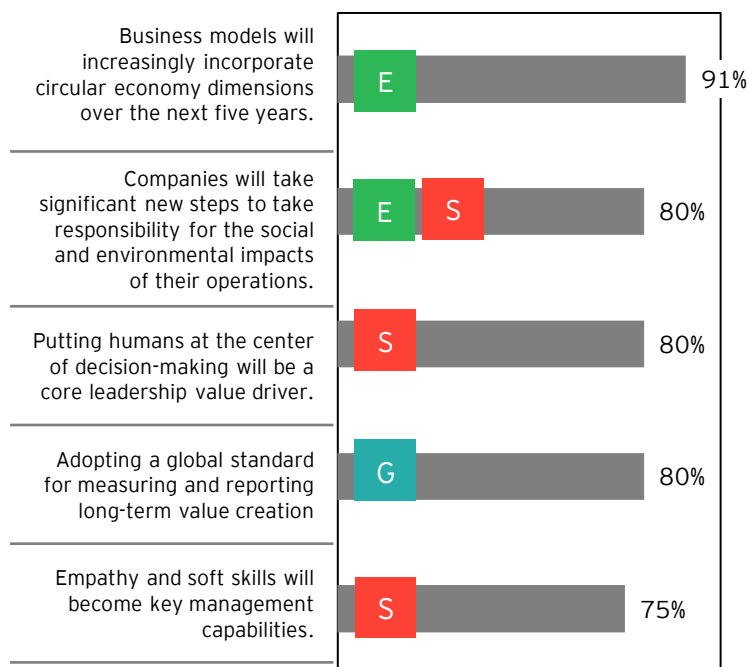 Business models will
increasingly incorporate
circular economy dimensions
over the next five years.
E
91%
Companies will take
significant new steps to take
responsibility for the social
and environmental impacts
of their operations.
E S
80%
Putting humans at the center
of decision-making will be a
core leadership value driver.
S
80%
Adopting a global standard
for measuring and reporting
long-term value creation
G
80%
Empathy and soft skills will
become key management
capabilities.
S
75%